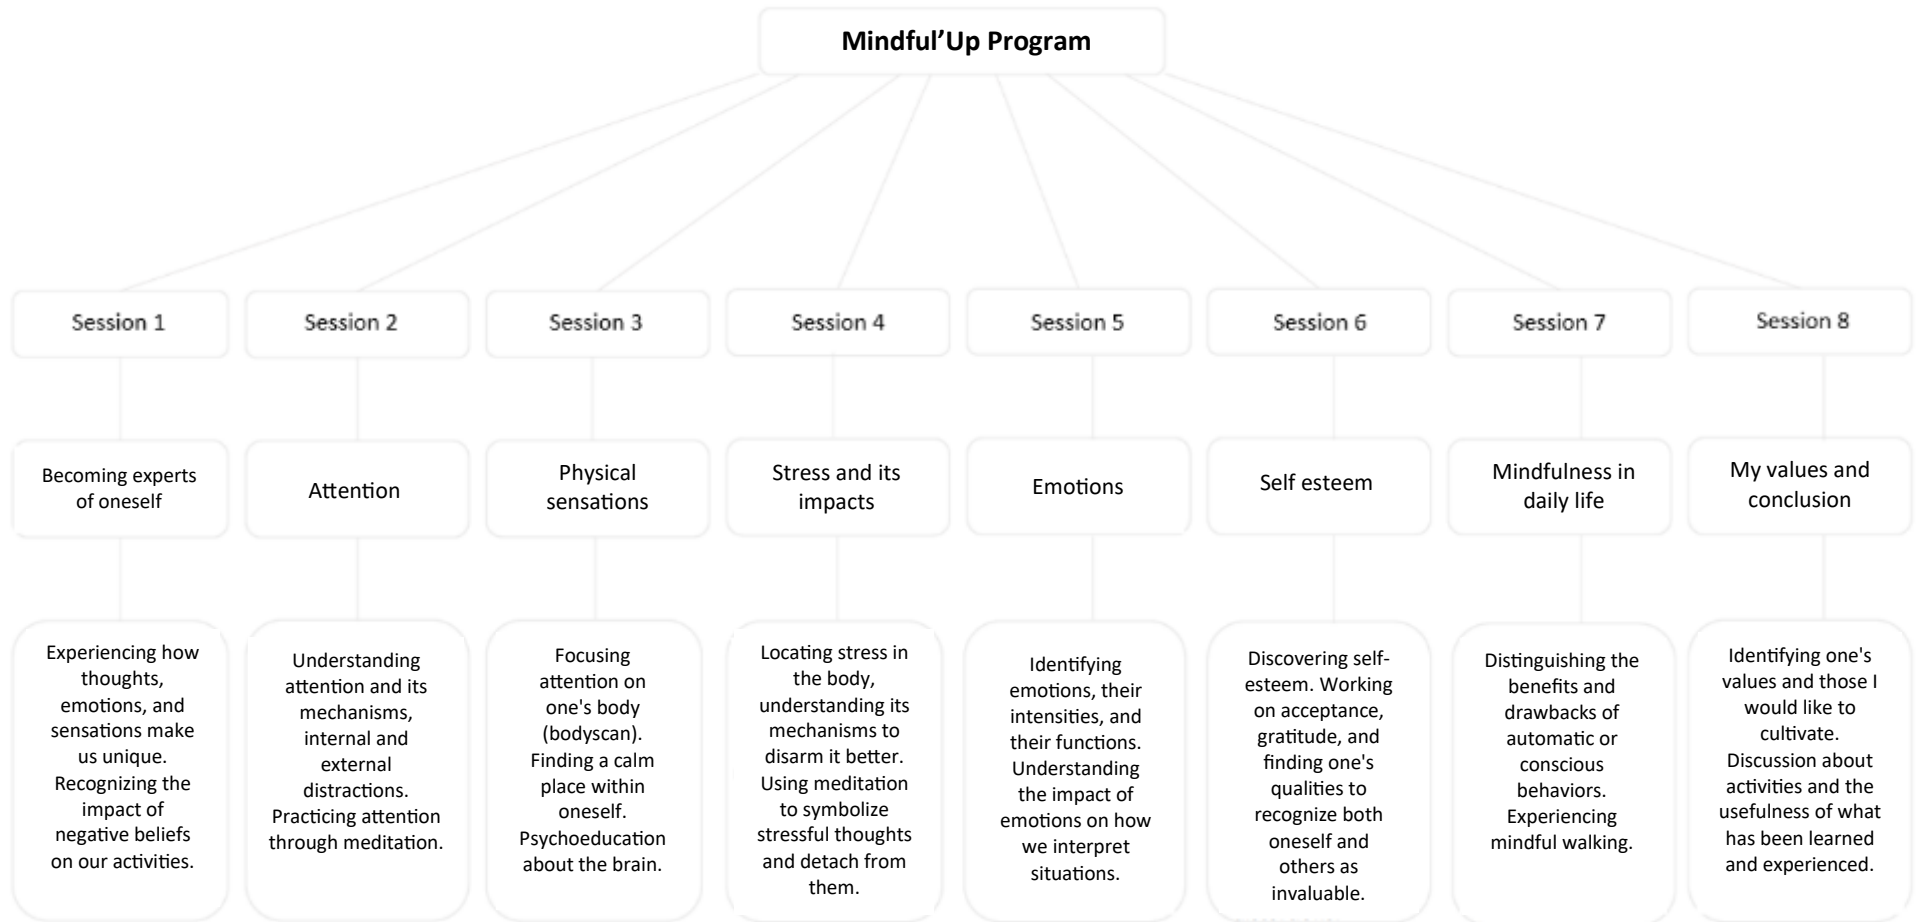 Mindful’Up Program
Session 1
Session 2
Session 3
Session 4
Session 5
Session 6
Session 7
Session 8
Becoming experts
of oneself
Attention
Physical
sensations
Stress and its
impacts
Emotions
Self esteem
Mindfulness in
daily life
My values and
conclusion
Experiencing how
thoughts,
emotions, and
sensations make
us unique.
Recognizing the
impact of
negative beliefs
on our activities.
Understanding
attention and its
mechanisms,
internal and
external
distractions.
Practicing attention
through meditation.
Focusing
attention on
one's body
(bodyscan).
Finding a calm
place within
oneself.
Psychoeducation
about the brain.
Locating stress in
the body,
understanding its
mechanisms to
disarm it better.
Using meditation
to symbolize
stressful thoughts
and detach from
them.
Identifying
emotions, their
intensities, and
their functions.
Understanding
the impact of
emotions on how
we interpret
situations.
Discovering self-
esteem. Working
on acceptance,
gratitude, and
finding one's
qualities to
recognize both
oneself and
others as
invaluable.
Distinguishing the
benefits and
drawbacks of
automatic or
conscious
behaviors.
Experiencing
mindful walking.
Identifying one's
values and those I
would like to
cultivate.
Discussion about
activities and the
usefulness of what
has been learned
and experienced.